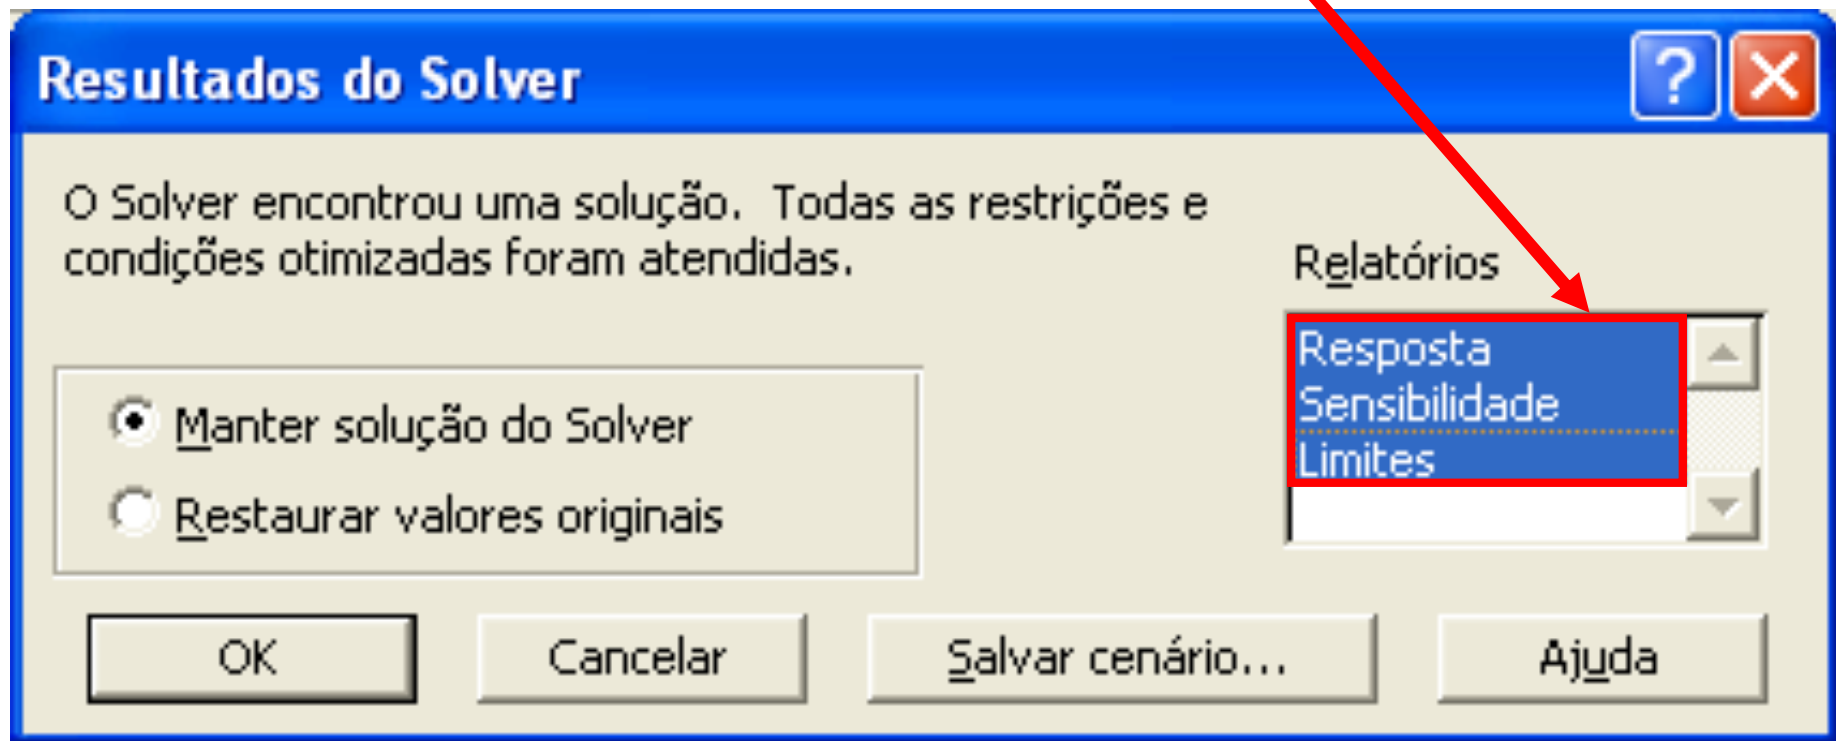 Resultados do Solver
?
O Solver encontrou uma solução. Todas as restrições e
condições otimizadas foram atendidas.
Relatórios
Resposta
Sensibilidade
Limites
Manter solução do Solver
Restaurar valores originais
OK
Cancelar
Salvar cenário...
Ajuda